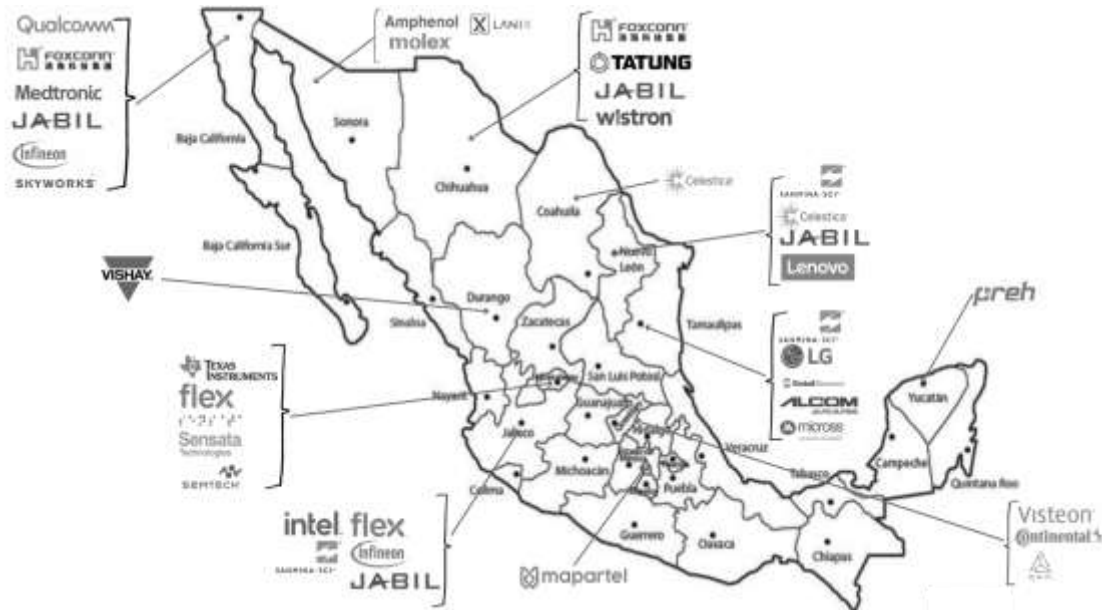 Qualcomm
FOXCONN
Medtronic
JABIL
infineon
SKYWORKS
Amphenol
molex
FOXCONN
TATUNG
JABIL
wistron
Baja California
Sonora
Chihuahua
Coahuila
Celestica
Celestica
JABIL
Lenovo
Nuevo León
Baja California Sur
VISHAY
Durango
Sinaloa
Zacatecas
Tamaulipas
preh
San Luis Potosí
LG
ALCOM
micross
TEXAS INSTRUMENTS
flex
Sensata
Technologies
SEMTECH
Nayarit
Guanajuato
Jalisco
Hidalgo
Michoacán
Colima
Puebla
Veracruz
Tabasco
Yucatán
Campeche
Quintana Roo
Guerrero
Oaxaca
Chiapas
Visteon
Continental
intel flex
infineon
JABIL
mapartel